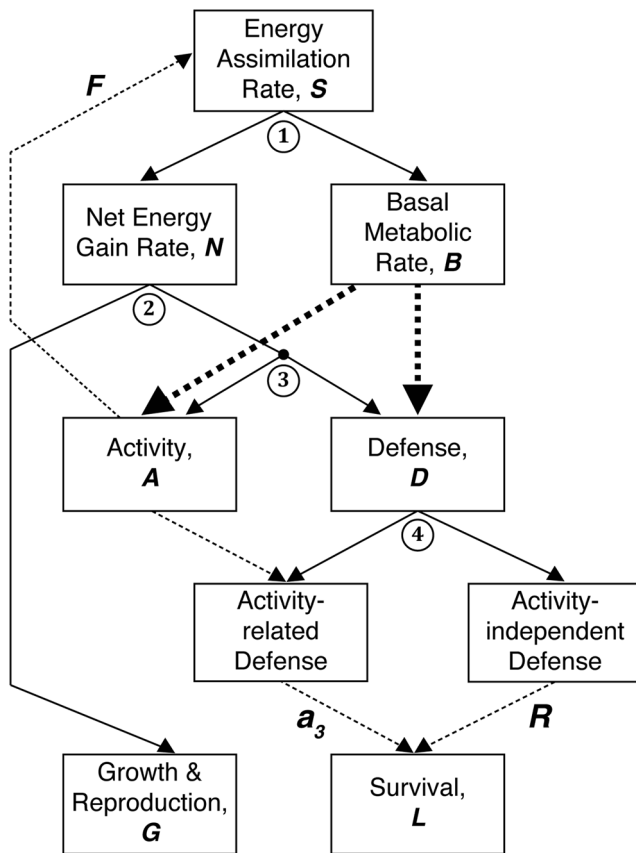 Energy
Assimilation
Rate, S
F
1
Net Energy
Gain Rate, N
Basal
Metabolic
Rate, B
2
3
Activity,
A
Defense,
D
4
Activity-
related
Defense
Activity-
independent
Defense
a3
R
Growth &
Reproduction,
G
Survival,
L